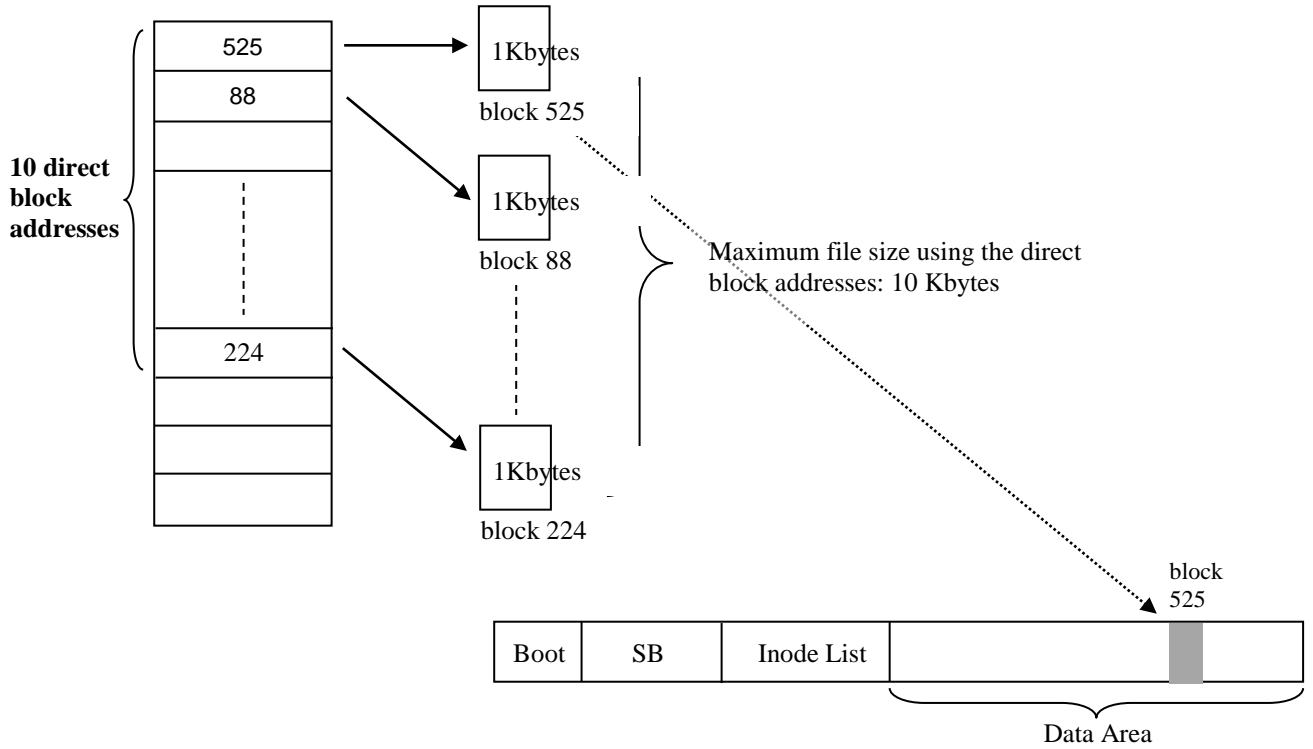 525
88
10 direct
block
addresses
224
1Kbytes
block 525
1Kbytes
block 88
1Kbytes
block 224
Maximum file size using the direct
block addresses: 10 Kbytes
block
525
Boot
SB
Inode List
Data Area